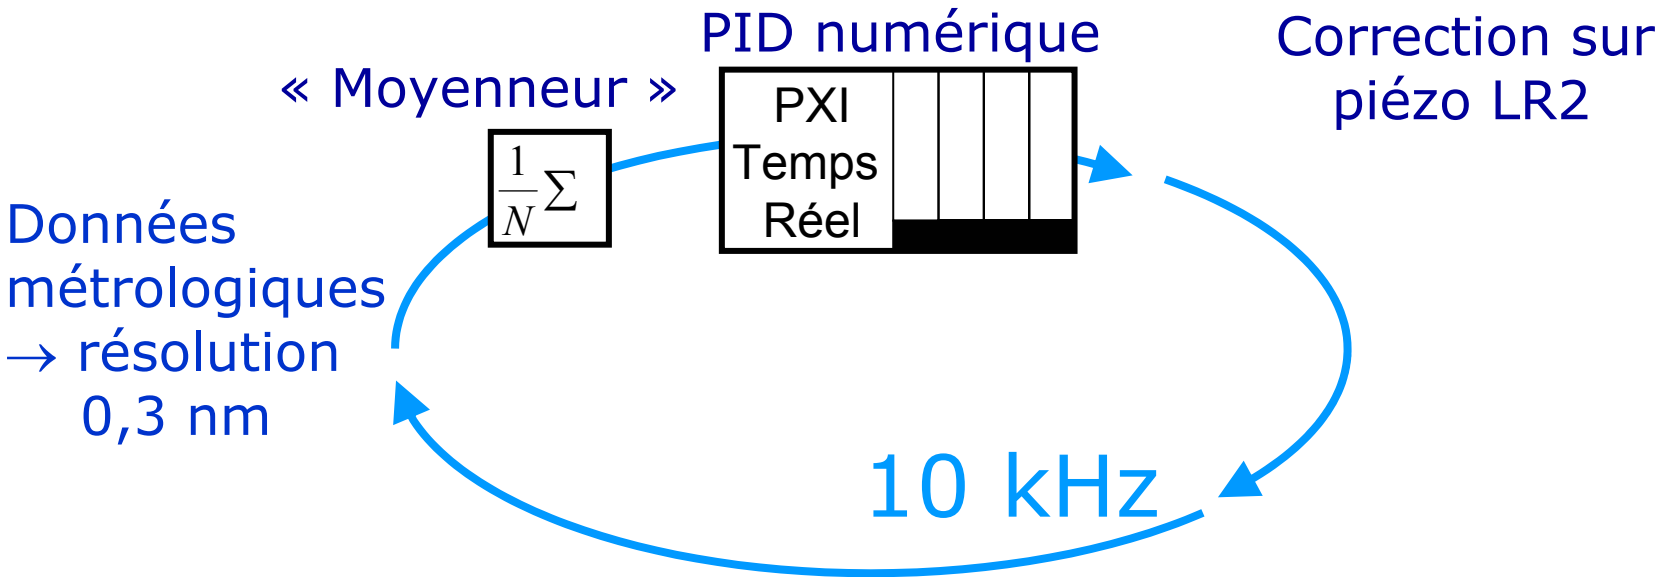 PID numérique
Correction sur
piézo LR2
« Moyenneur »
PXI
Temps
Réel
1
N
∑
Données
métrologiques
→ résolution
0,3 nm
10 kHz